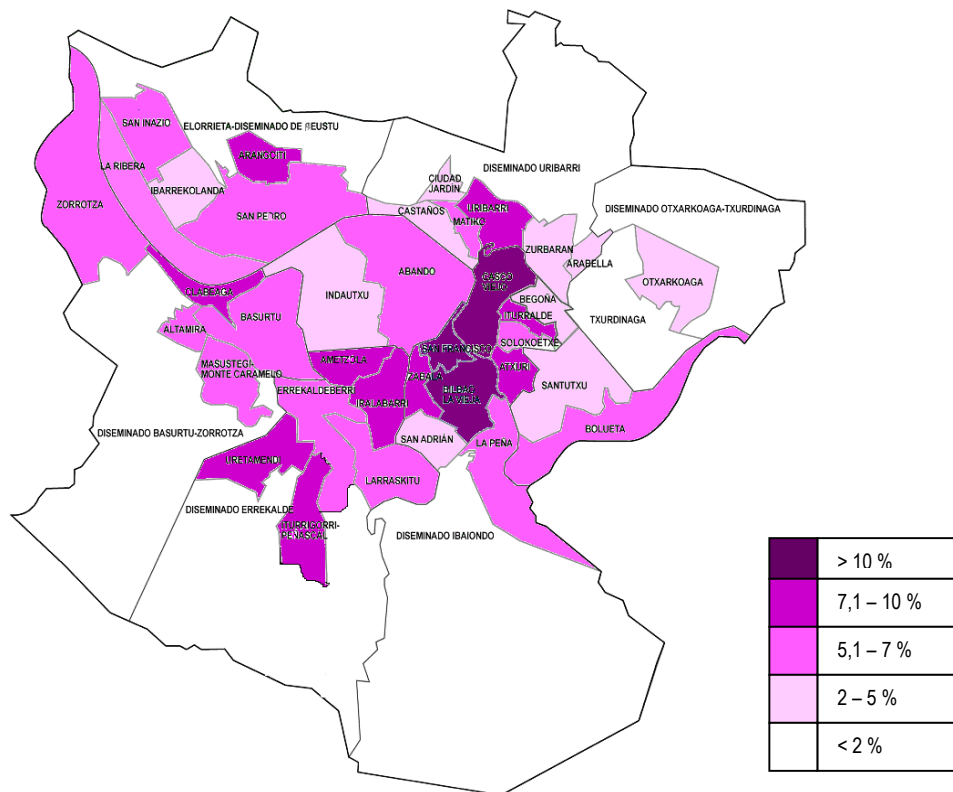 SAN INAZIO
ELORRIETA-DISEMINADO DE DEUSTU
ARANGOITI
LA RIBERA
ZORROTZA
IBARREKOLANDA
SAN PEDRO
CIUDAD
JARDÍN
DISEMINADO URIBARRI
CASTAÑOS
MATIKO
URIBARRI
DISEMINADO OTXARKOAGA-TXURDINAGA
ZURBARAN
ARABELLA
OTXARKOAGA
TXURDINAGA
OLABEAGA
INDAUTXU
ABANDO
CASCO
VIEJO
BEGOÑA
ITURRALDE
SOLOKOETXE
ALTAMIRA
BASURTU
MASUSTEGI-
MONTE CARAMELO
AMETZOLA
SAN FRANCISCO
ZABALA
ATXURI
ERREKALDEBERRI
IRALABARRI
BILBAO
LA VIEJA
SANTUTXU
BOLUETA
DISEMINADO BASURTU-ZORROTZA
SAN ADRIÁN
LA PEÑA
URETAMENDI
LARRASKITU
DISEMINADO ERREKALDE
ITURRIGORRI-
PEÑASCAL
DISEMINADO IBAIONDO
> 10 %
7,1 – 10 %
5,1 – 7 %
2 – 5 %
< 2 %